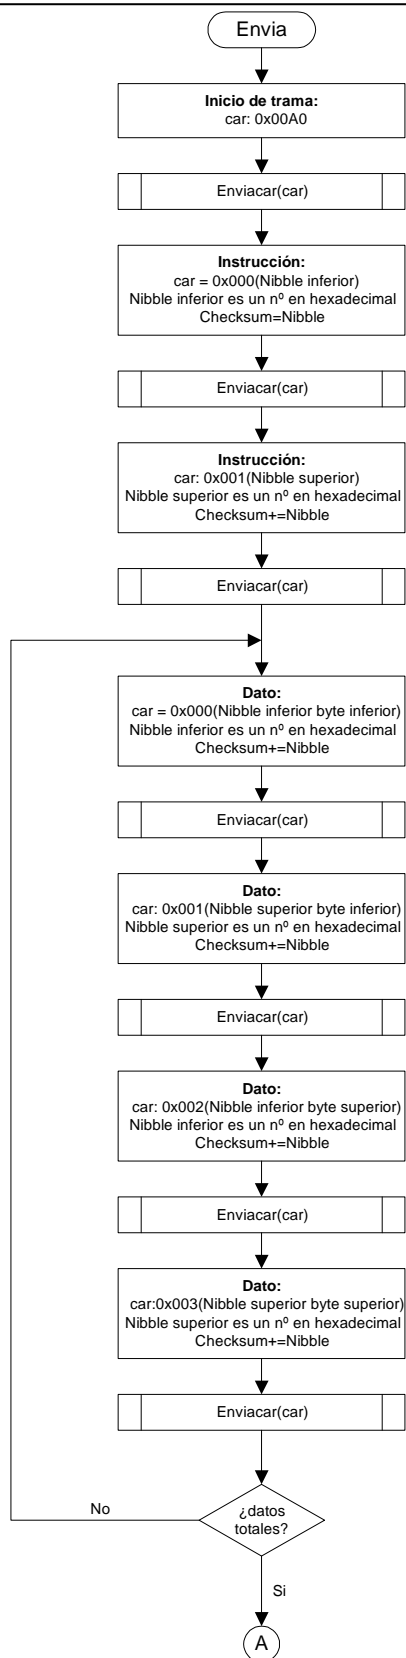 Envia
Inicio de trama:
car: 0x00A0
Enviacar(car)
Instrucción:
car = 0x000(Nibble inferior)
Nibble inferior es un nº en hexadecimal
Checksum=Nibble
Enviacar(car)
Instrucción:
car: 0x001(Nibble superior)
Nibble superior es un nº en hexadecimal
Checksum+=Nibble
Enviacar(car)
Dato:
car = 0x000(Nibble inferior byte inferior)
Nibble inferior es un nº en hexadecimal
Checksum+=Nibble
Enviacar(car)
Dato:
car: 0x001(Nibble superior byte inferior)
Nibble superior es un nº en hexadecimal
Checksum+=Nibble
Enviacar(car)
Dato:
car: 0x002(Nibble inferior byte superior)
Nibble inferior es un nº en hexadecimal
Checksum+=Nibble
Enviacar(car)
Dato:
car:0x003(Nibble superior byte superior)
Nibble superior es un nº en hexadecimal
Checksum+=Nibble
Enviacar(car)
No
¿datos
totales?
Si
A